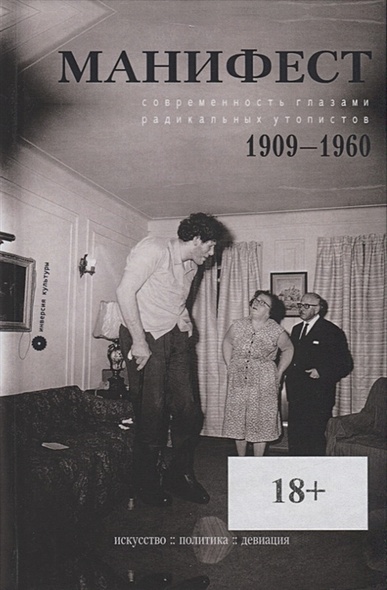 МАНИФЕСТ
современность глазами
радикальных утопистов
1909–1960
инверсия культуры
18+
искусство :: политика :: девиация